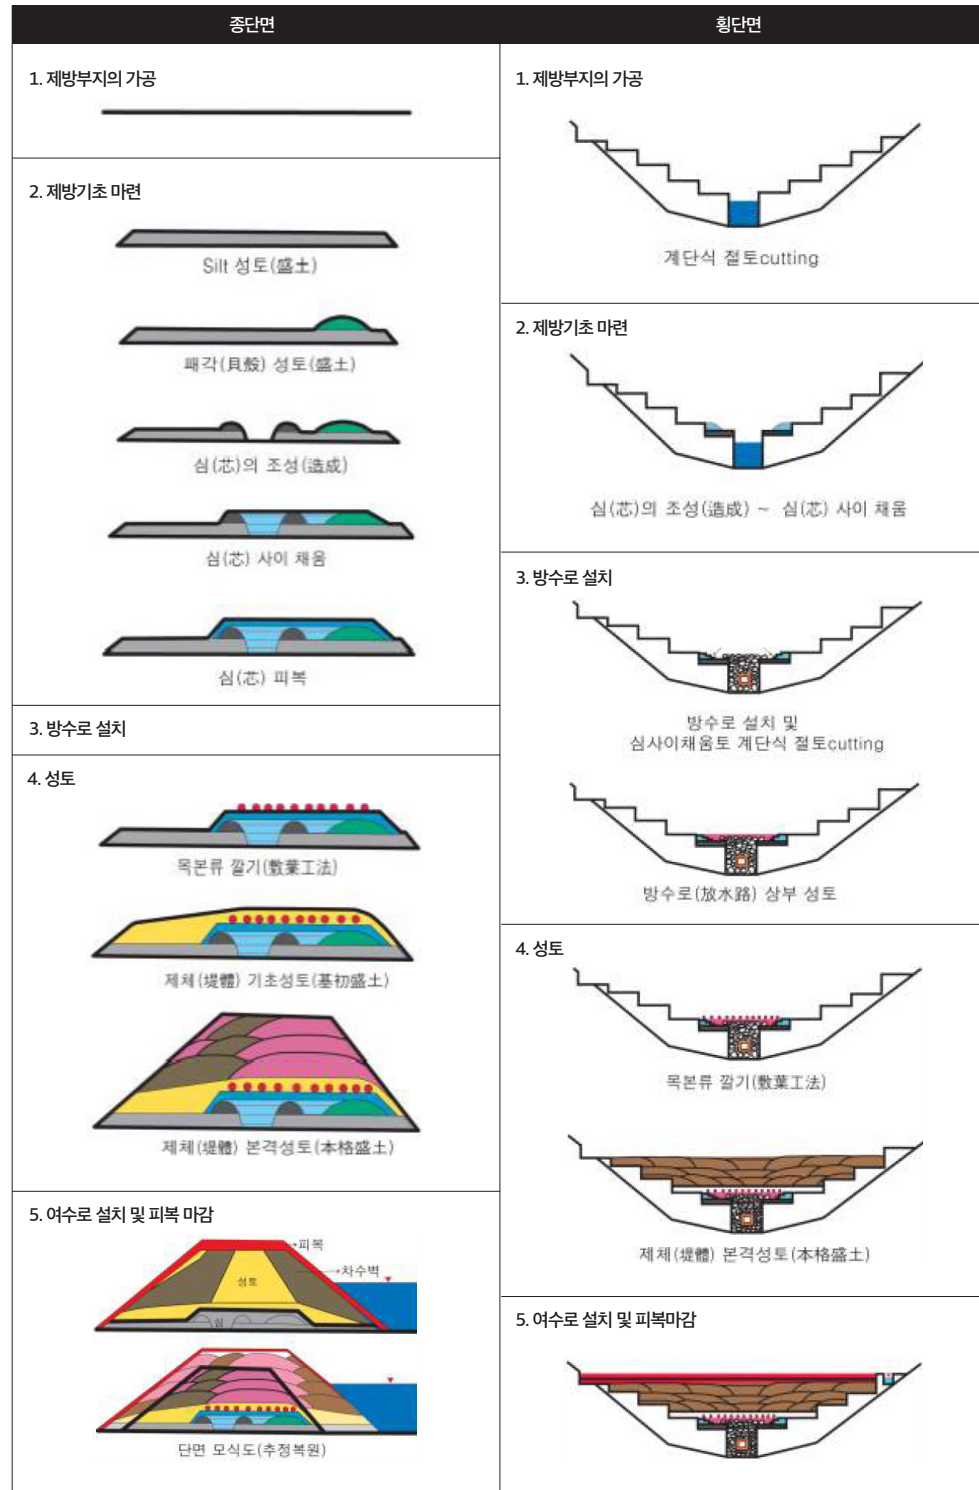 종단면
1. 제방부지의 가공
2. 제방기초 마련
Silt 성토(盛土)
패각(貝殼) 성토(盛土)
심(芯)의 조성(造成)
심(芯) 사이 채움
심(芯) 피복
3. 방수로 설치
4. 성토
목본류 깔기(敷葉工法)
제체(堤體) 기초성토(基初盛土)
제체(堤體) 본격성토(本格盛土)
5. 여수로 설치 및 피복 마감
피복
차수벽
성토
심
단면 모식도(추정복원)
횡단면
1. 제방부지의 가공
계단식 절토cutting
2. 제방기초 마련
심(芯)의 조성(造成) ~ 심(芯) 사이 채움
3. 방수로 설치
방수로 설치 및
심사이채움토 계단식 절토cutting
방수로(放水路) 상부 성토
4. 성토
목본류 깔기(敷葉工法)
제체(堤體) 본격성토(本格盛土)
5. 여수로 설치 및 피복마감